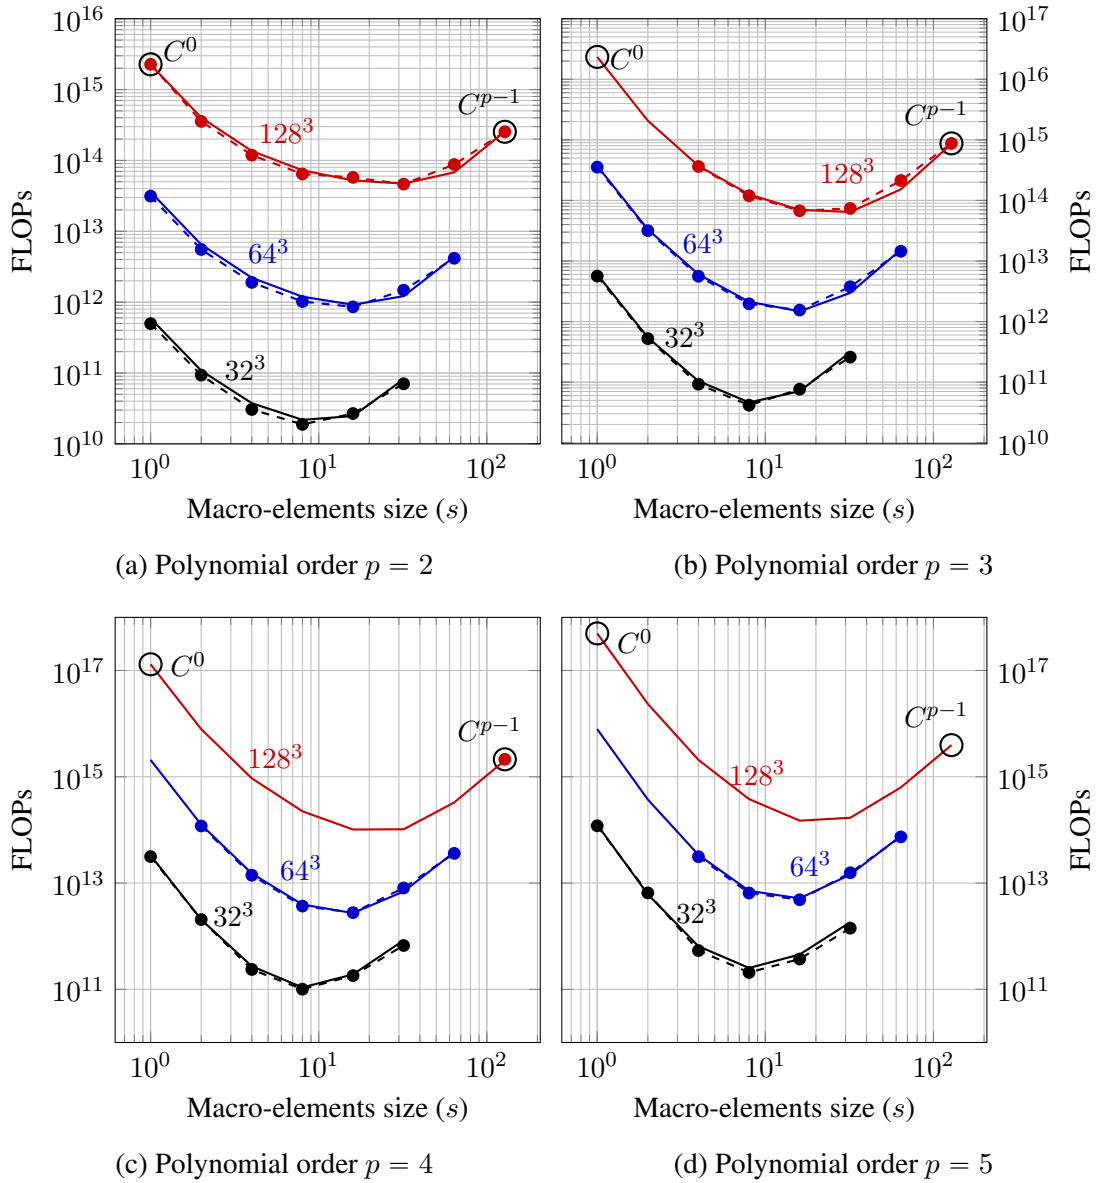 FLOPs
10^16
10^15
10^14
10^13
10^12
10^11
10^10
C^0
C^{p−1}
128^3
64^3
32^3
10^0 10^1 10^2
Macro-elements size (s)
(a) Polynomial order p = 2
C^0
C^{p−1}
128^3
64^3
32^3
10^17
10^16
10^15
10^14
10^13
10^12
10^11
10^10
FLOPs
10^0 10^1 10^2
Macro-elements size (s)
(b) Polynomial order p = 3
FLOPs
10^17
10^15
10^13
10^11
C^0
C^{p−1}
128^3
64^3
32^3
10^0 10^1 10^2
Macro-elements size (s)
(c) Polynomial order p = 4
C^0
C^{p−1}
128^3
64^3
32^3
10^17
10^15
10^13
10^11
FLOPs
10^0 10^1 10^2
Macro-elements size (s)
(d) Polynomial order p = 5